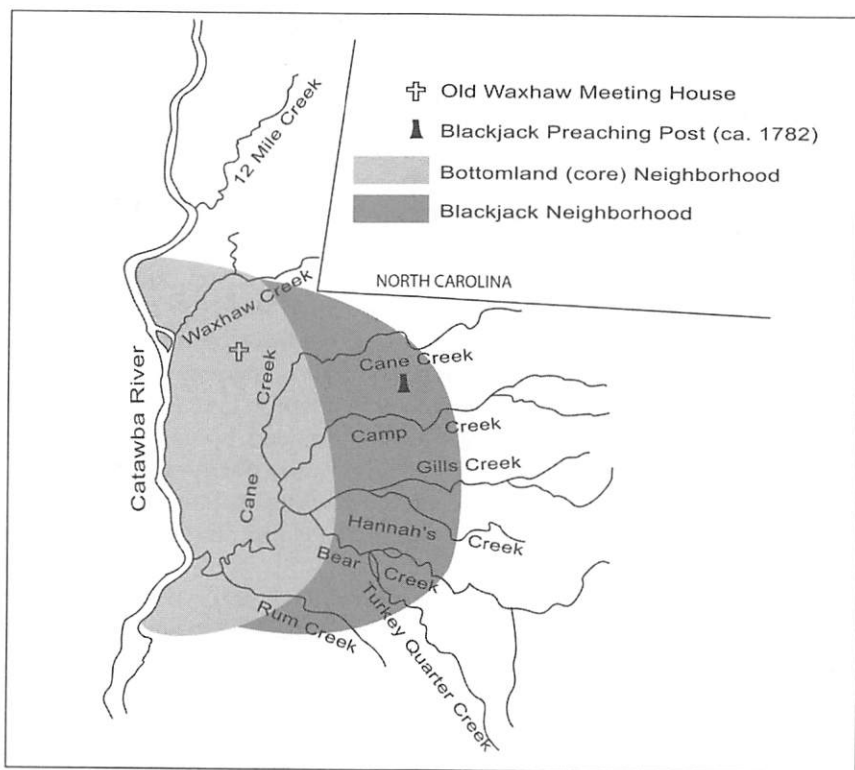 12 Mile Creek
Old Waxhaw Meeting House
Blackjack Preaching Post (ca. 1782)
Bottomland (core) Neighborhood
Blackjack Neighborhood
NORTH CAROLINA
Waxhaw Creek
Catawba River
Cane Creek
Cane Creek
Camp Creek
Gills Creek
Hannah's Creek
Bear Creek
Rum Creek
Turkey Quarter Creek